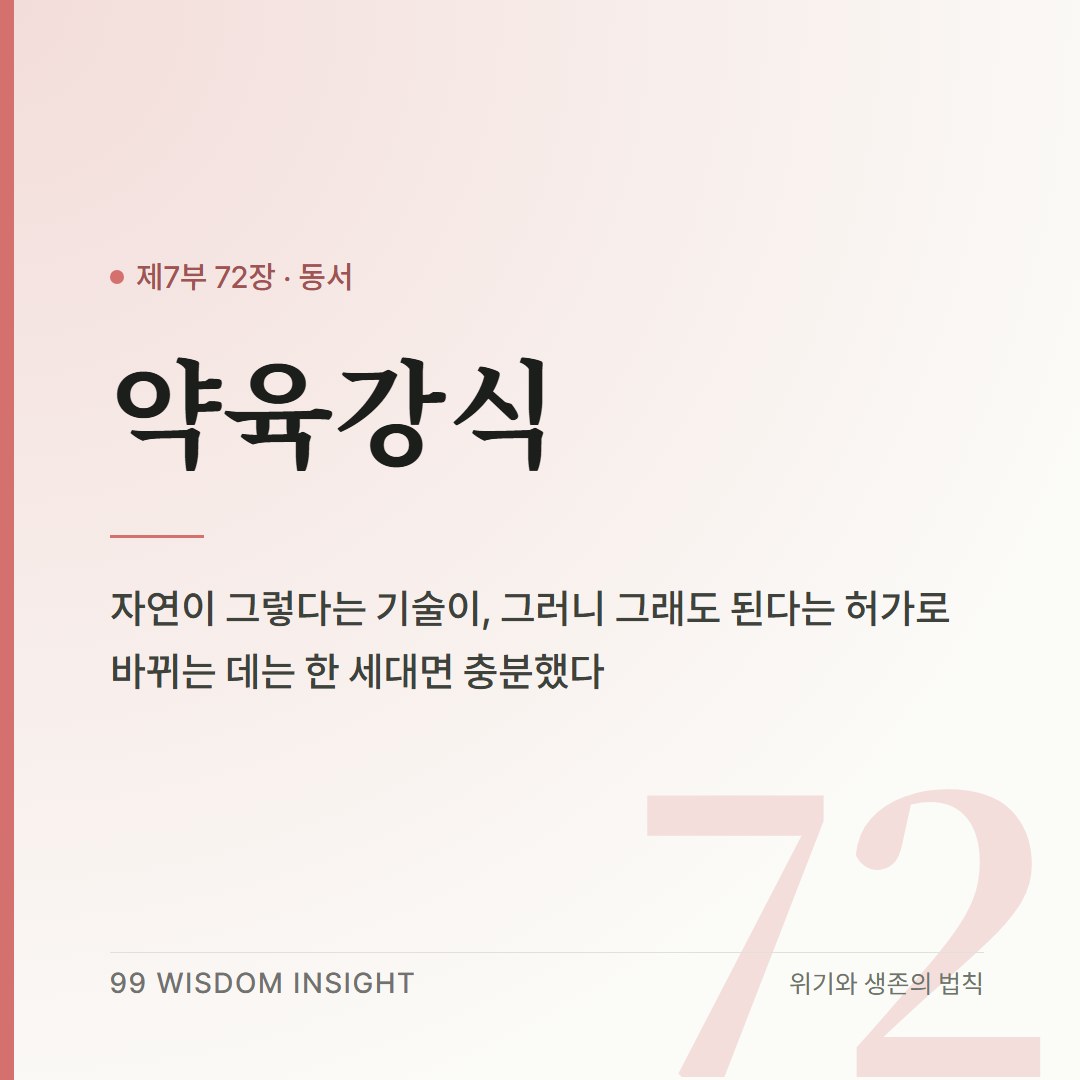 제7부 72장 · 동서
약육강식
자연이 그렇다는 기술이, 그러니 그래도 된다는 허가로
바뀌는 데는 한 세대면 충분했다
72
99 WISDOM INSIGHT
위기와 생존의 법칙